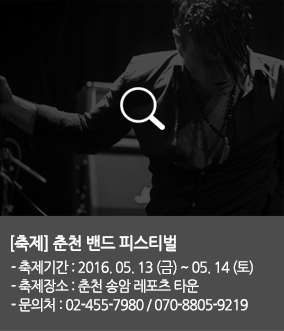 [축제] 춘천 밴드 피스티벌
- 축제기간 : 2016. 05. 13 (금) ~ 05. 14 (토)
- 축제장소 : 춘천 송암 레포츠 타운
- 문의처 : 02-455-7980 / 070-8805-9219